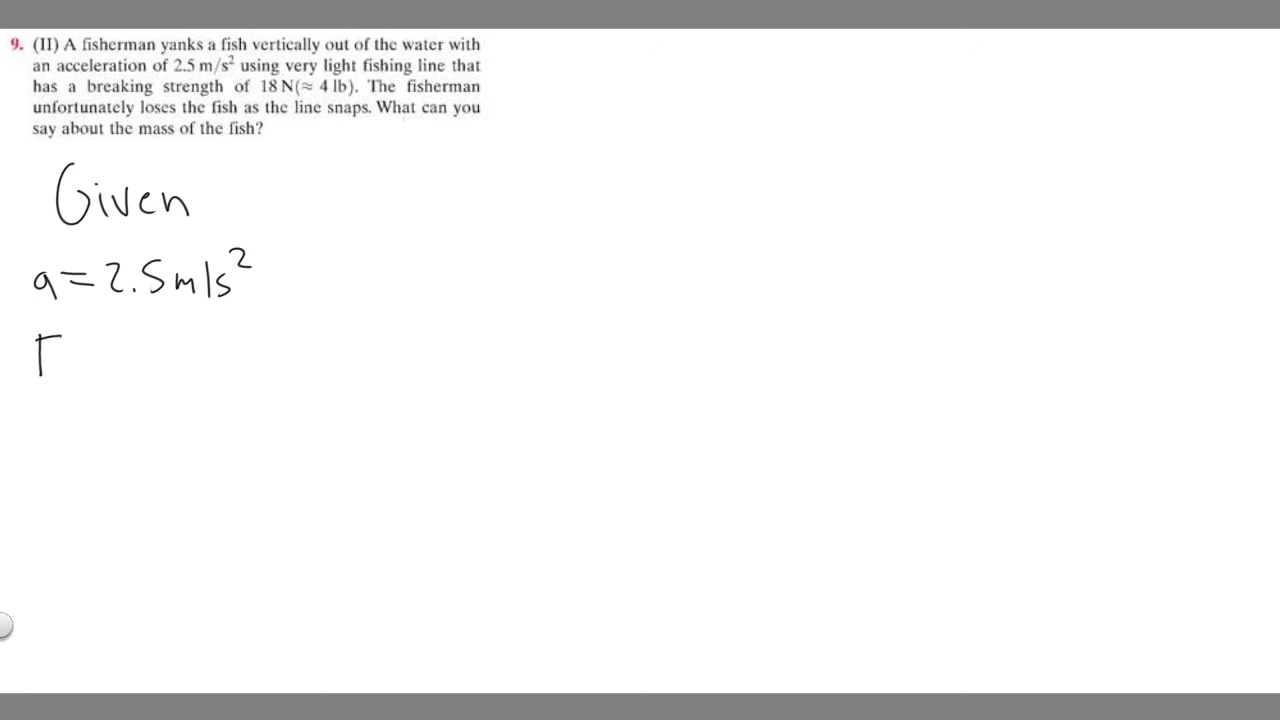 9. (II) A fisherman yanks a fish vertically out of the water with
an acceleration of 2.5 m/s² using very light fishing line that
has a breaking strength of 18 N(≈ 4 lb). The fisherman
unfortunately loses the fish as the line snaps. What can you
say about the mass of the fish?
Given
a = 2.5 m/s²